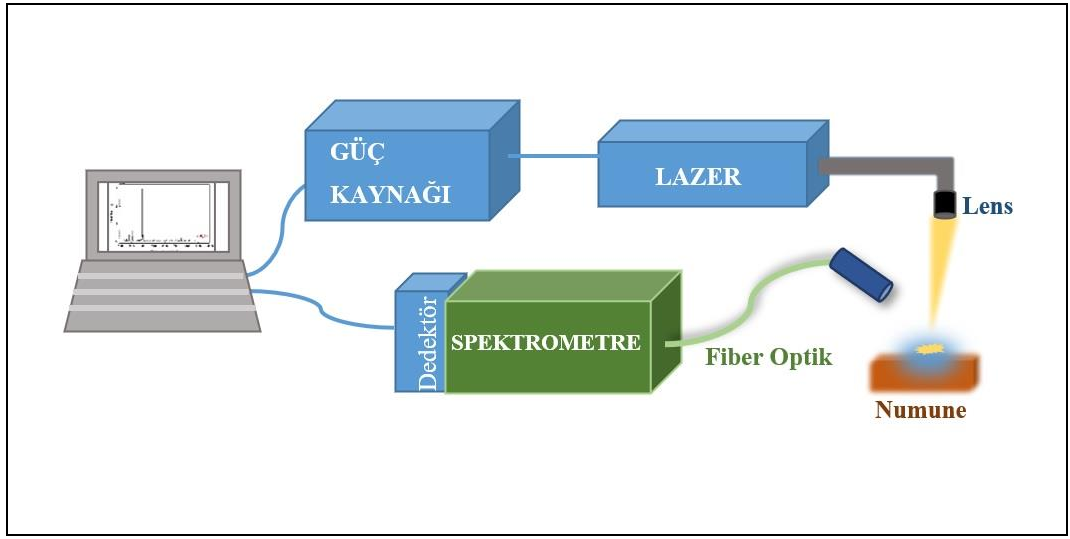 GÜÇ
KAYNAĞI
LAZER
Lens
Dedektör
SPEKTROMETRE
Fiber Optik
Numune